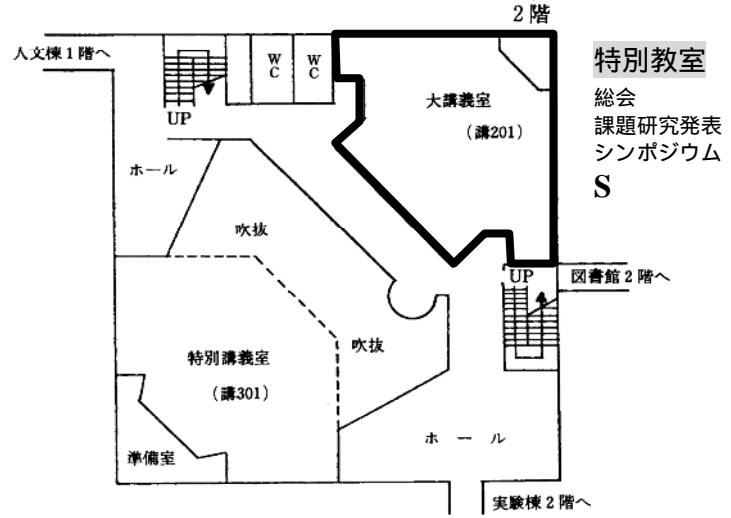 2階
人文棟1階へ
WC
WC
UP
特別教室
総会
課題研究発表
シンポジウム
S
大講義室
(講201)
ホール
吹抜
UP
図書館2階へ
吹抜
特別講義室
(講301)
ホール
準備室
実験棟2階へ